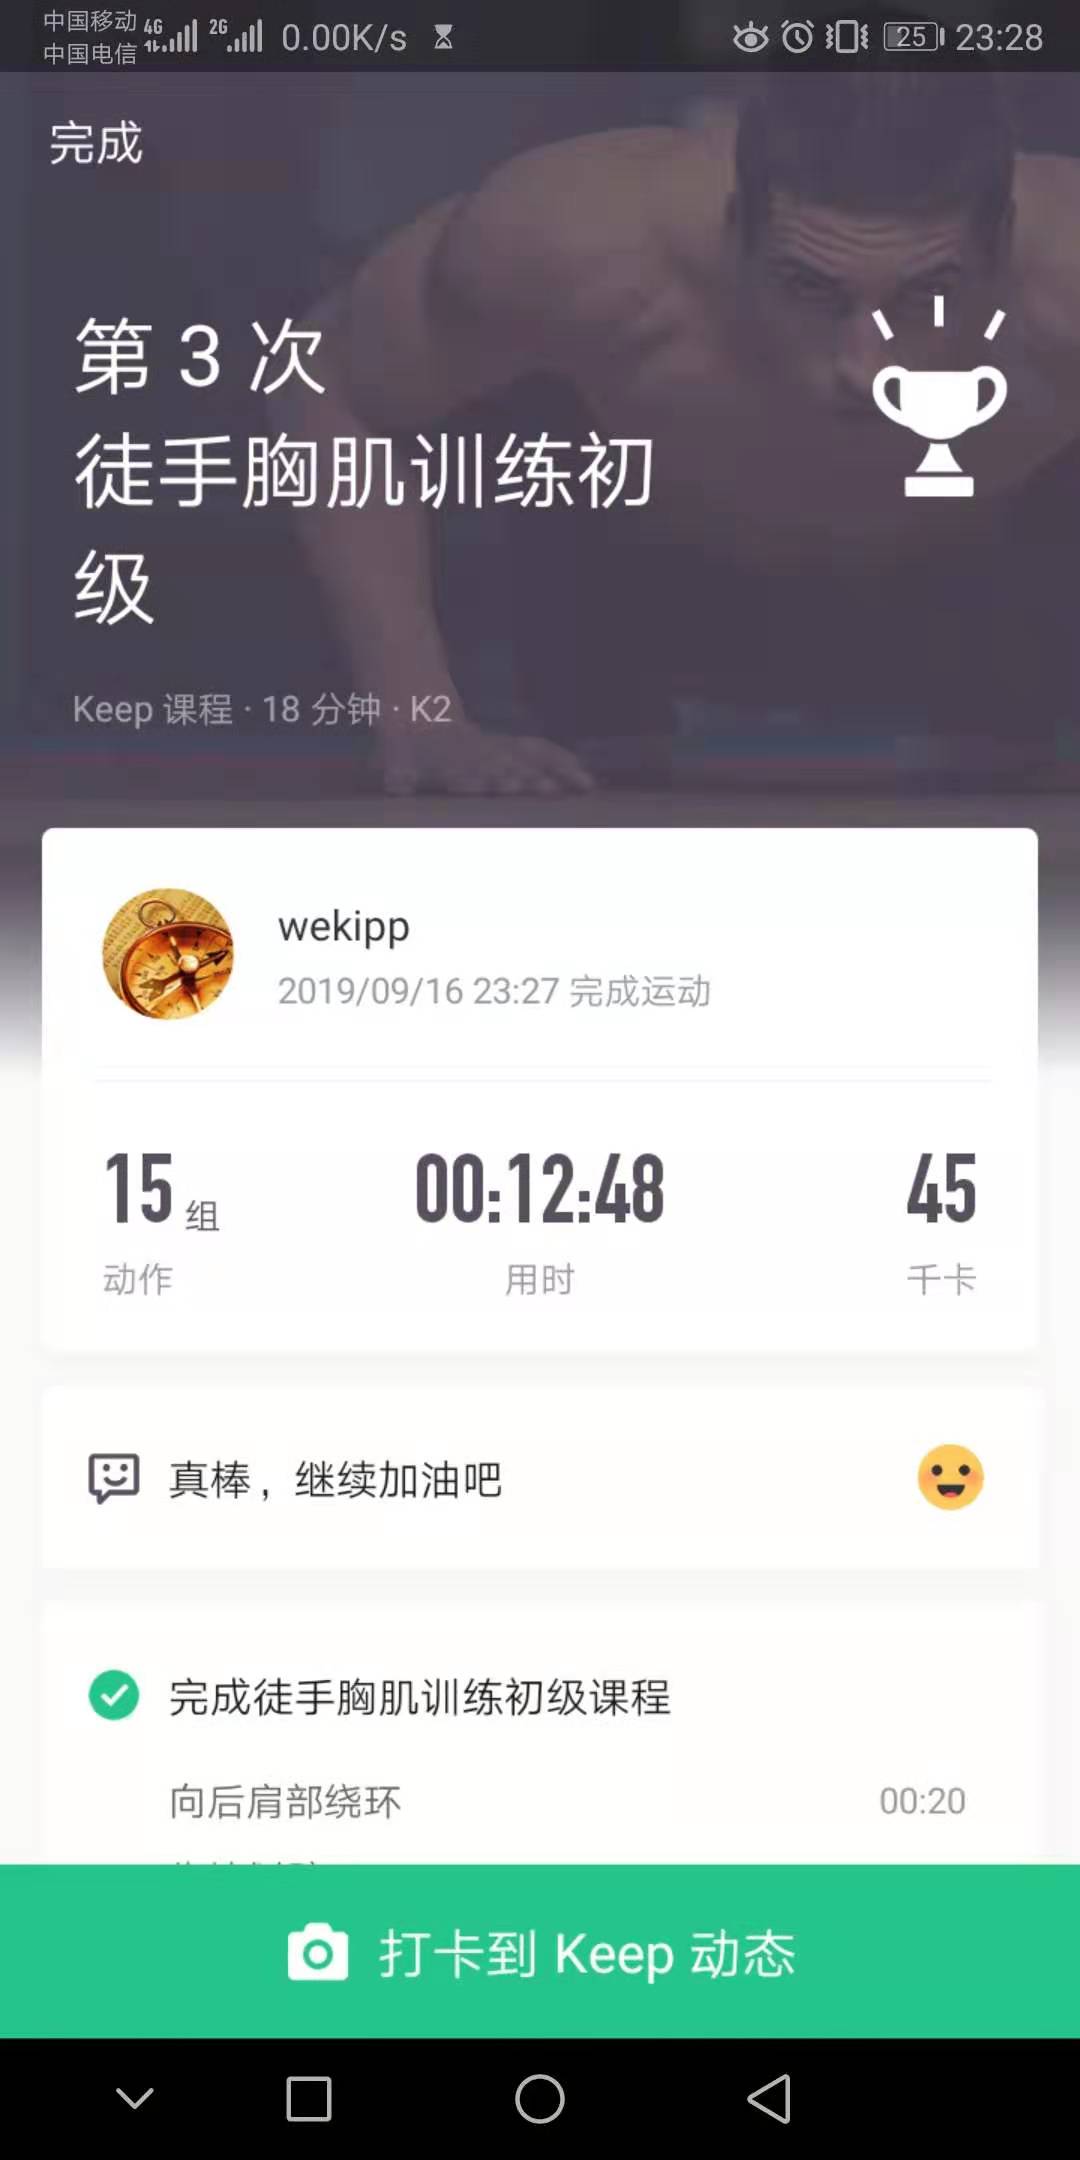 中国移动 4G 2G 0.00K/s 25 23:28
中国电信
完成
第 3 次
徒手胸肌训练初
级
Keep 课程 · 18 分钟 · K2
wekipp
2019/09/16 23:27 完成运动
15 组 00:12:48 45
动作 用时 千卡
真棒，继续加油吧
完成徒手胸肌训练初级课程
向后肩部绕环 00:20
打卡到 Keep 动态